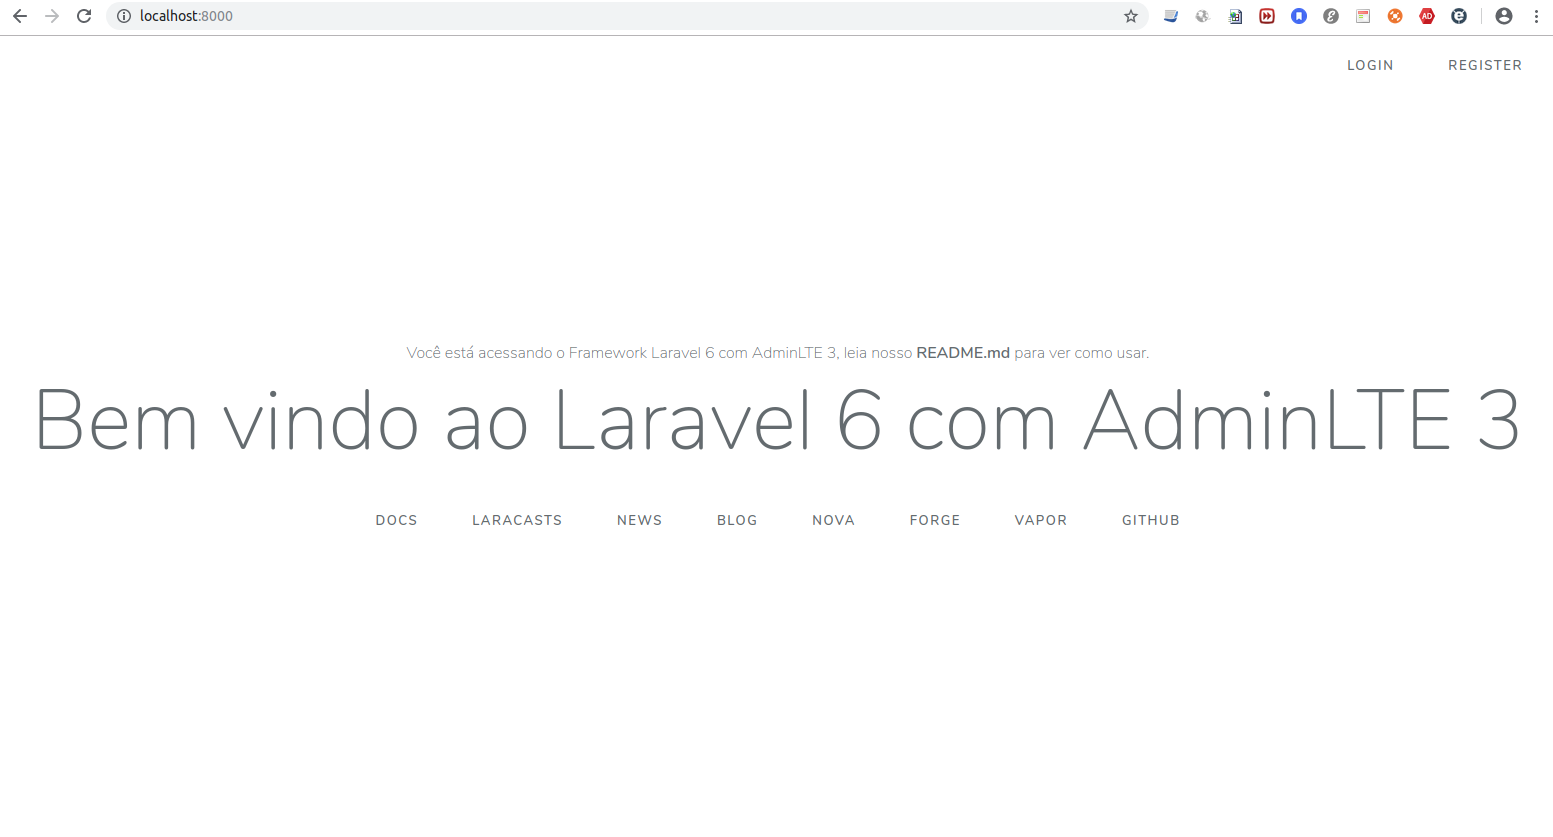 localhost:8000
LOGIN REGISTER
Você está acessando o Framework Laravel 6 com AdminLTE 3, leia nosso README.md para ver como usar.
Bem vindo ao Laravel 6 com AdminLTE 3
DOCS LARACASTS NEWS BLOG NOVA FORGE VAPOR GITHUB